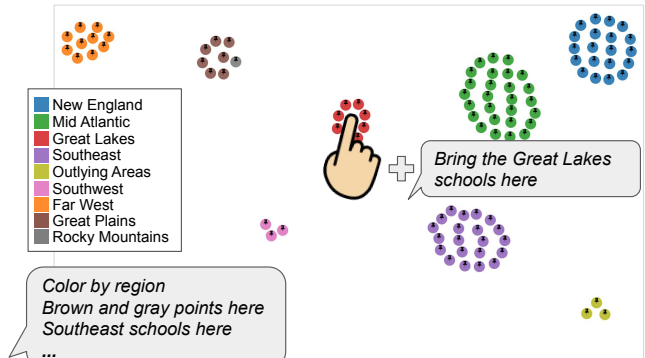 New England
Mid Atlantic
Great Lakes
Southeast
Outlying Areas
Southwest
Far West
Great Plains
Rocky Mountains
Bring the Great Lakes
schools here
Color by region
Brown and gray points here
Southeast schools here
...